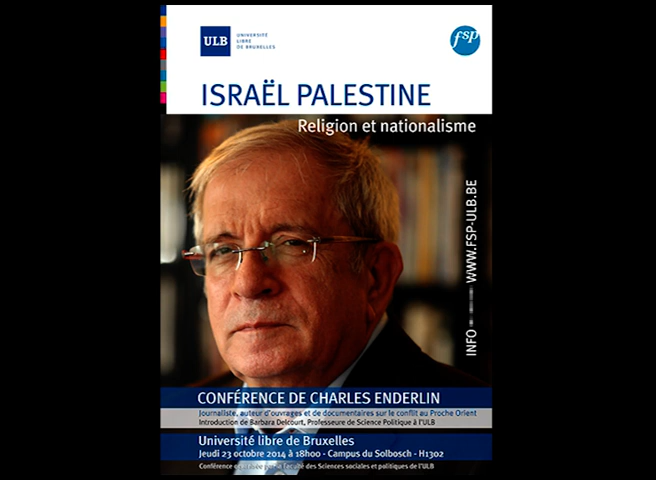 ULB
UNIVERSITÉ
LIBRE
DE BRUXELLES
fsp
ISRAËL PALESTINE
Religion et nationalisme
INFO WWW.FSP-ULB.BE
CONFÉRENCE DE CHARLES ENDERLIN
Journaliste, auteur d'ouvrages et de documentaires sur le conflit au Proche Orient
Introduction de Barbara Delcourt, Professeure de Science Politique à l'ULB
Université libre de Bruxelles
Jeudi 23 octobre 2014 à 18h00 - Campus du Solbosch - H1302
Conférence par la Faculté des Sciences sociales et politiques de l'ULB